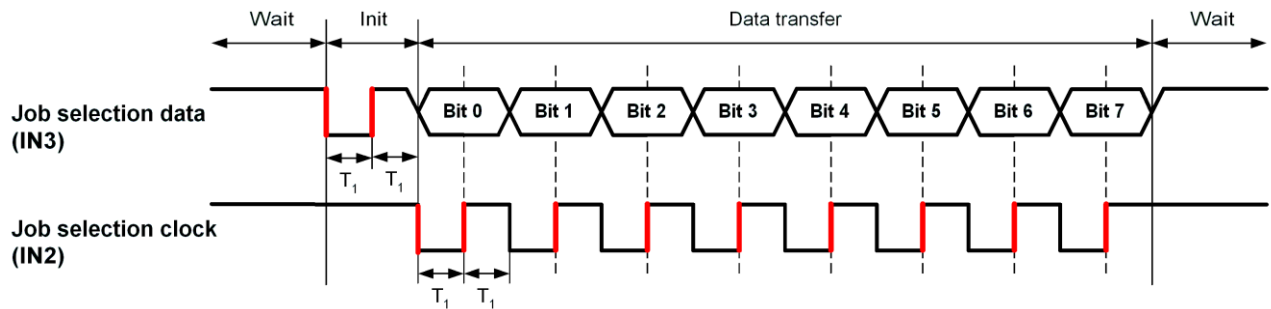 Wait Init Data transfer Wait
Job selection data
(IN3)
Bit 0 Bit 1 Bit 2 Bit 3 Bit 4 Bit 5 Bit 6 Bit 7
T1 T1
Job selection clock
(IN2)
T1 T1